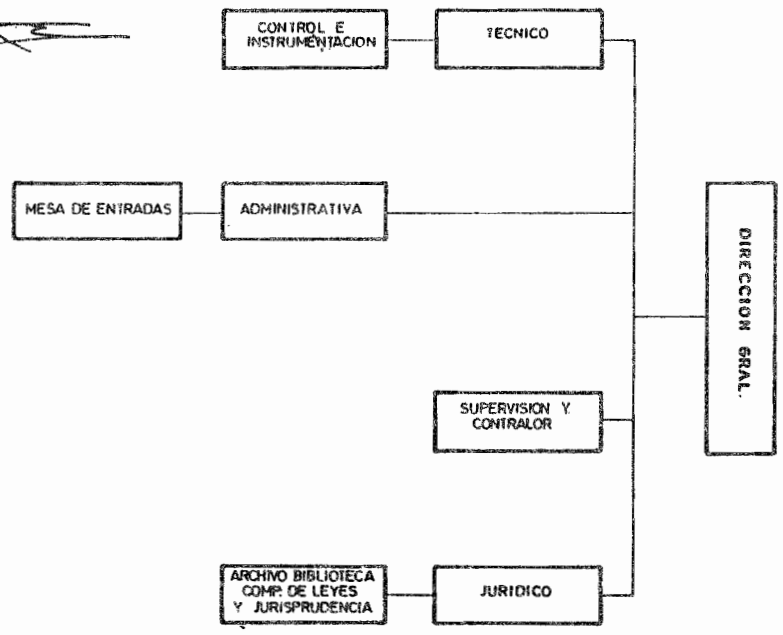 CONTROL E
INSTRUMENTACION
TECNICO
MESA DE ENTRADAS
ADMINISTRATIVA
DIRECCION GRAL.
SUPERVISION Y
CONTRALOR
ARCHIVO BIBLIOTECA
COMP. DE LEYES
Y JURISPRUDENCIA
JURIDICO